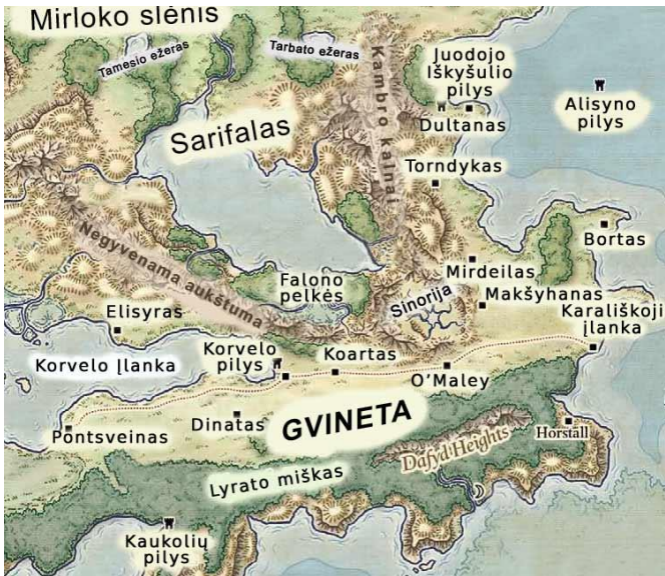 Mirloko slėnis
Tamesio ežeras
Tarbato ežeras
Kambro kalnai
Juodojo
Iškyšulio
pilys
Alisyno
pilys
Dultanas
Sarifalas
Torndykas
Bortas
Negyvenama aukštuma
Falono
pelkės
Mirdeilas
Sinorija
Makšyhanas
Karališkoji
įlanka
Elisyras
Korvelo Įlanka
Korvelo
pilys
Koartas
O'Maley
GVINETA
Pontsveinas
Dinatas
Dafyd Heights
Horstall
Lyrato miškas
Kaukolių
pilys